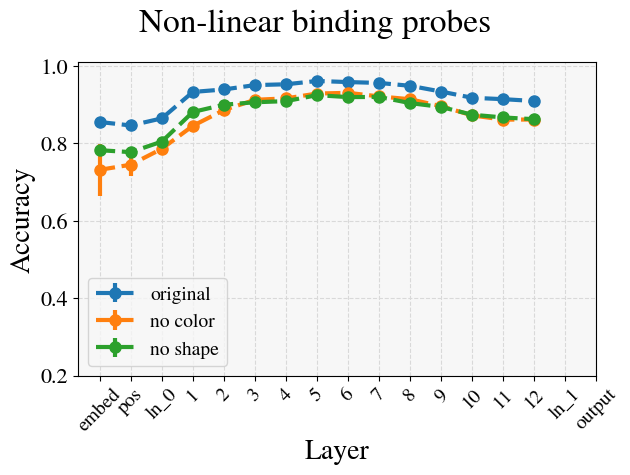 Non-linear binding probes
1.0
0.8
0.6
0.4
0.2
Accuracy
original
no color
no shape
embed pos ln_0 1 2 3 4 5 6 7 8 9 10 11 12 ln_1 output
Layer